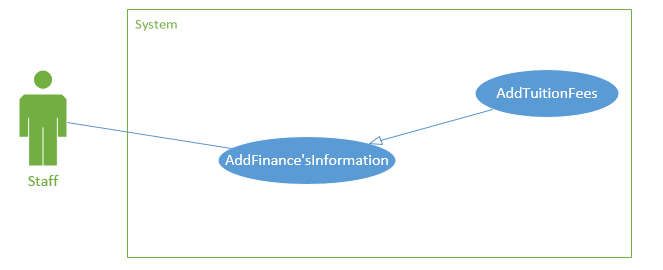 System
AddTuitionFees
AddFinance'sInformation
Staff